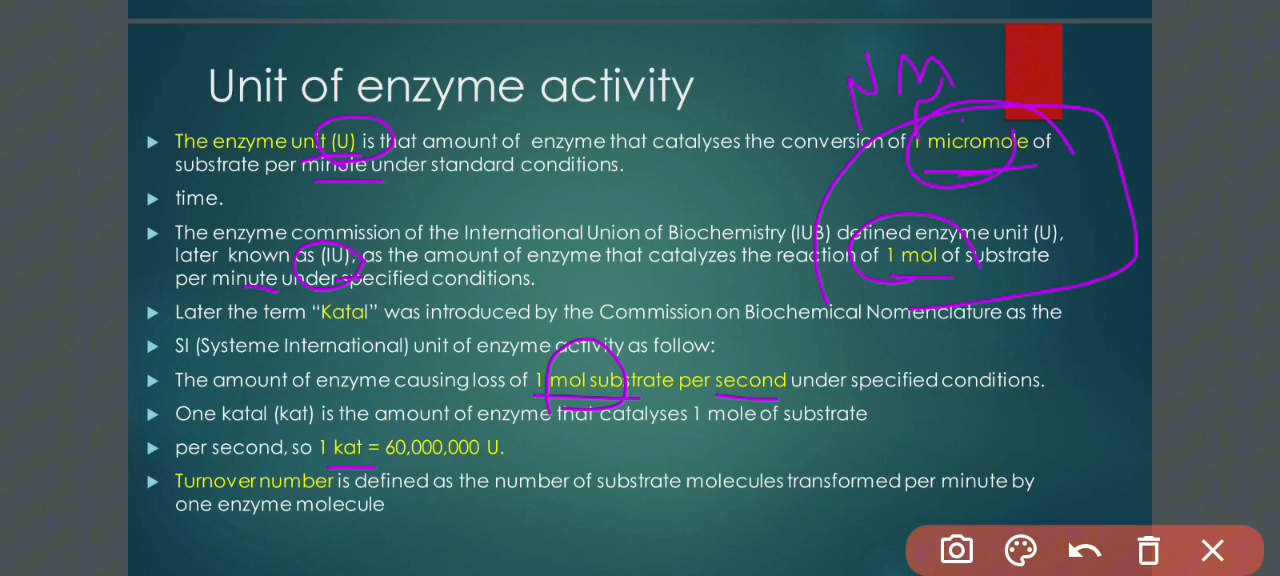 Unit of enzyme activity
NM
The enzyme unit (U) is that amount of enzyme that catalyses the conversion of 1 micromole of
substrate per minute under standard conditions.
time.
The enzyme commission of the International Union of Biochemistry (IUB) defined enzyme unit (U),
later known as (IU), as the amount of enzyme that catalyzes the reaction of 1 mol of substrate
per minute under specified conditions.
Later the term “Katal” was introduced by the Commission on Biochemical Nomenclature as the
SI (Systeme International) unit of enzyme activity as follow:
The amount of enzyme causing loss of 1 mol substrate per second under specified conditions.
One katal (kat) is the amount of enzyme that catalyses 1 mole of substrate
per second, so 1 kat = 60,000,000 U.
Turnover number is defined as the number of substrate molecules transformed per minute by
one enzyme molecule